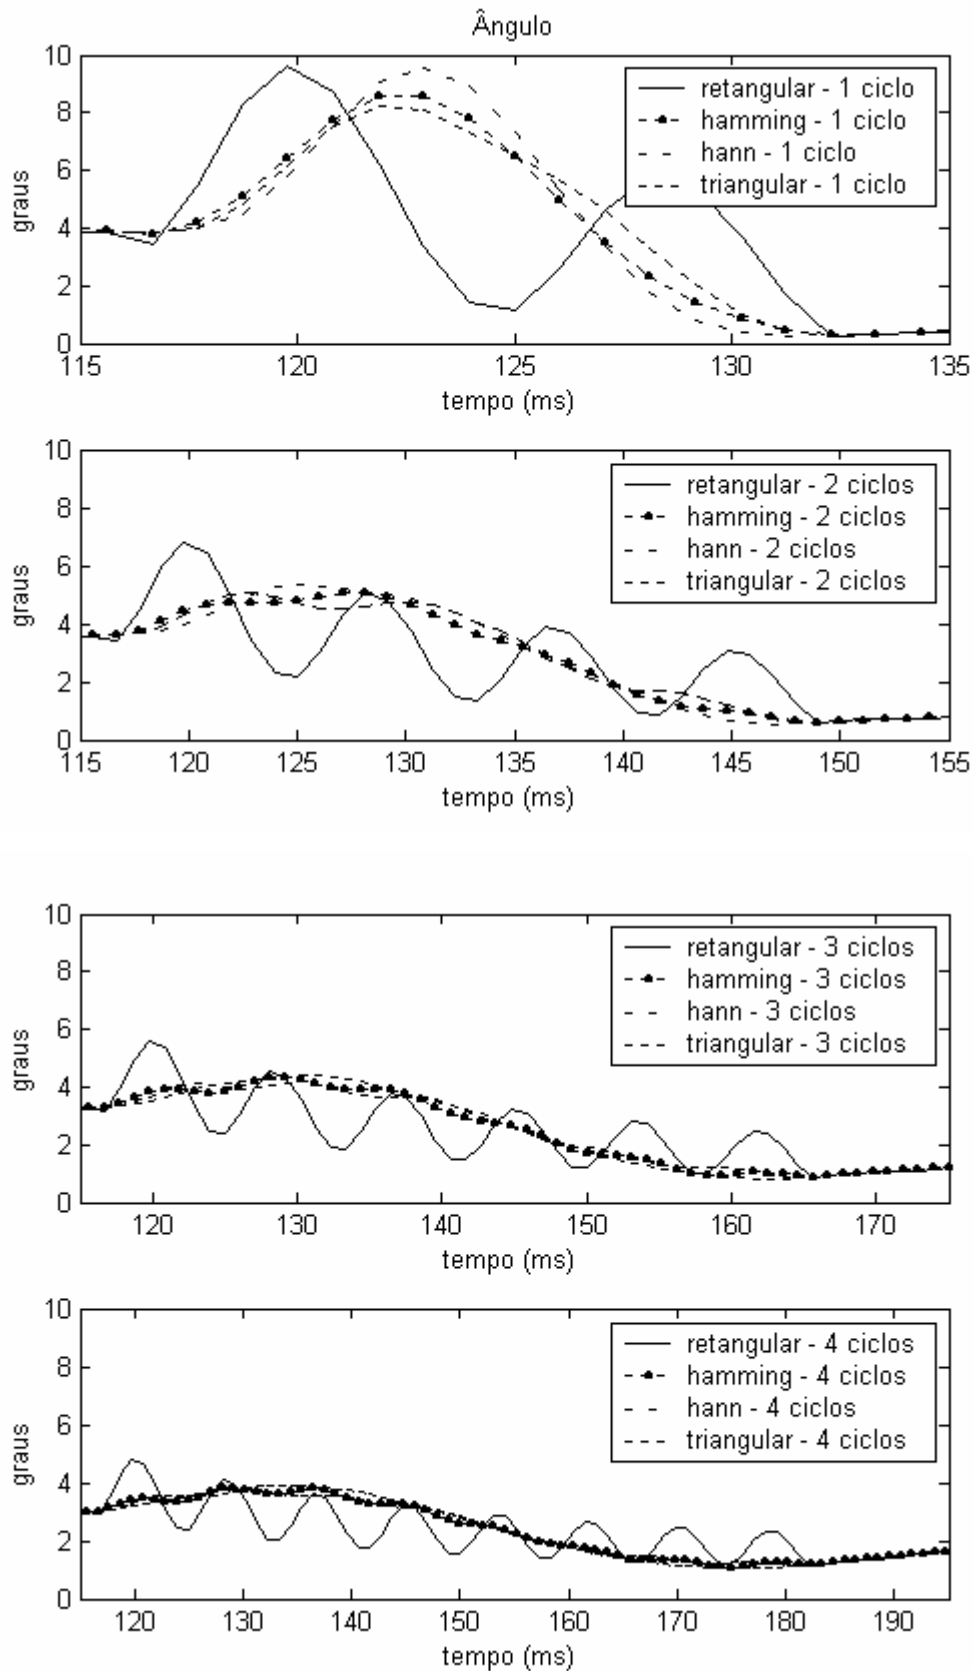 Ângulo
10
8
6
4
2
0
graus
retangular - 1 ciclo
hamming - 1 ciclo
hann - 1 ciclo
triangular - 1 ciclo
115 120 125 130 135
tempo (ms)
10
8
6
4
2
0
graus
retangular - 2 ciclos
hamming - 2 ciclos
hann - 2 ciclos
triangular - 2 ciclos
115 120 125 130 135 140 145 150 155
tempo (ms)
10
8
6
4
2
0
graus
retangular - 3 ciclos
hamming - 3 ciclos
hann - 3 ciclos
triangular - 3 ciclos
120 130 140 150 160 170
tempo (ms)
10
8
6
4
2
0
graus
retangular - 4 ciclos
hamming - 4 ciclos
hann - 4 ciclos
triangular - 4 ciclos
120 130 140 150 160 170 180 190
tempo (ms)